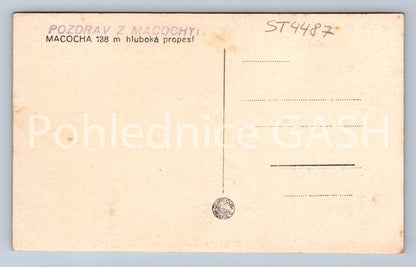 POZDRAV Z MACOCHY!
ST4487
MACOCHA 138 m hluboká propasť
Pohlednice GASH